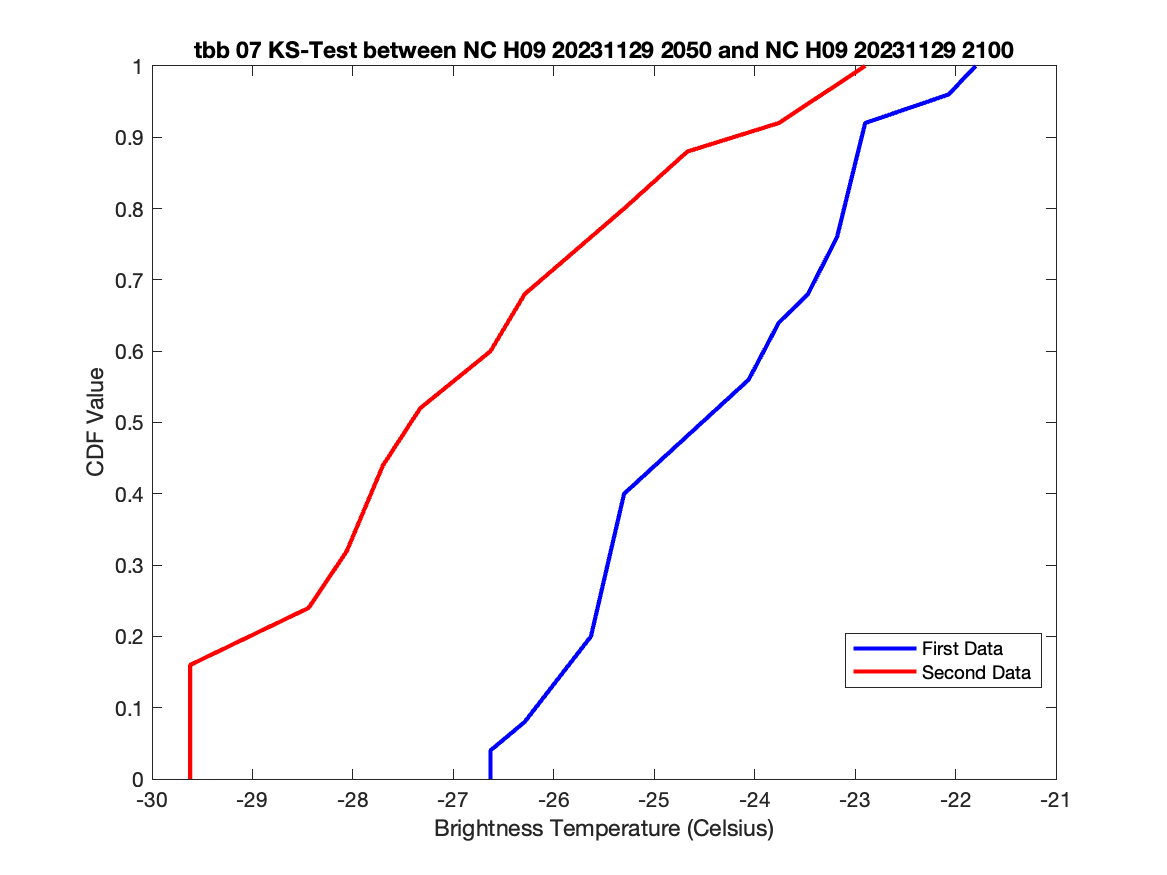 tbb 07 KS-Test between NC H09 20231129 2050 and NC H09 20231129 2100
1
0.9
0.8
0.7
0.6
0.5
0.4
0.3
0.2
0.1
0
CDF Value
First Data
Second Data
-30 -29 -28 -27 -26 -25 -24 -23 -22 -21
Brightness Temperature (Celsius)